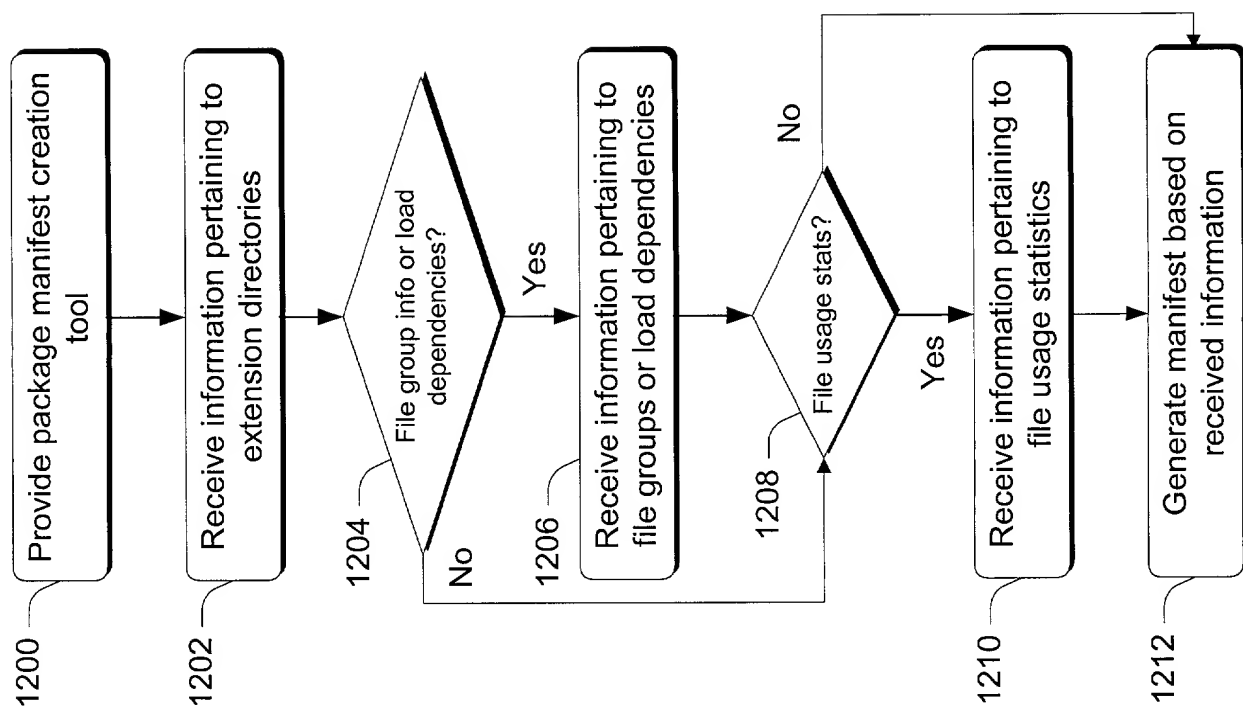 1200
Provide package manifest creation
tool
1202
Receive information pertaining to
extension directories
1204
File group info or load
dependencies?
No
Yes
1206
Receive information pertaining to
file groups or load dependencies
1208
File usage stats?
No
Yes
1210
Receive information pertaining to
file usage statistics
1212
Generate manifest based on
received information